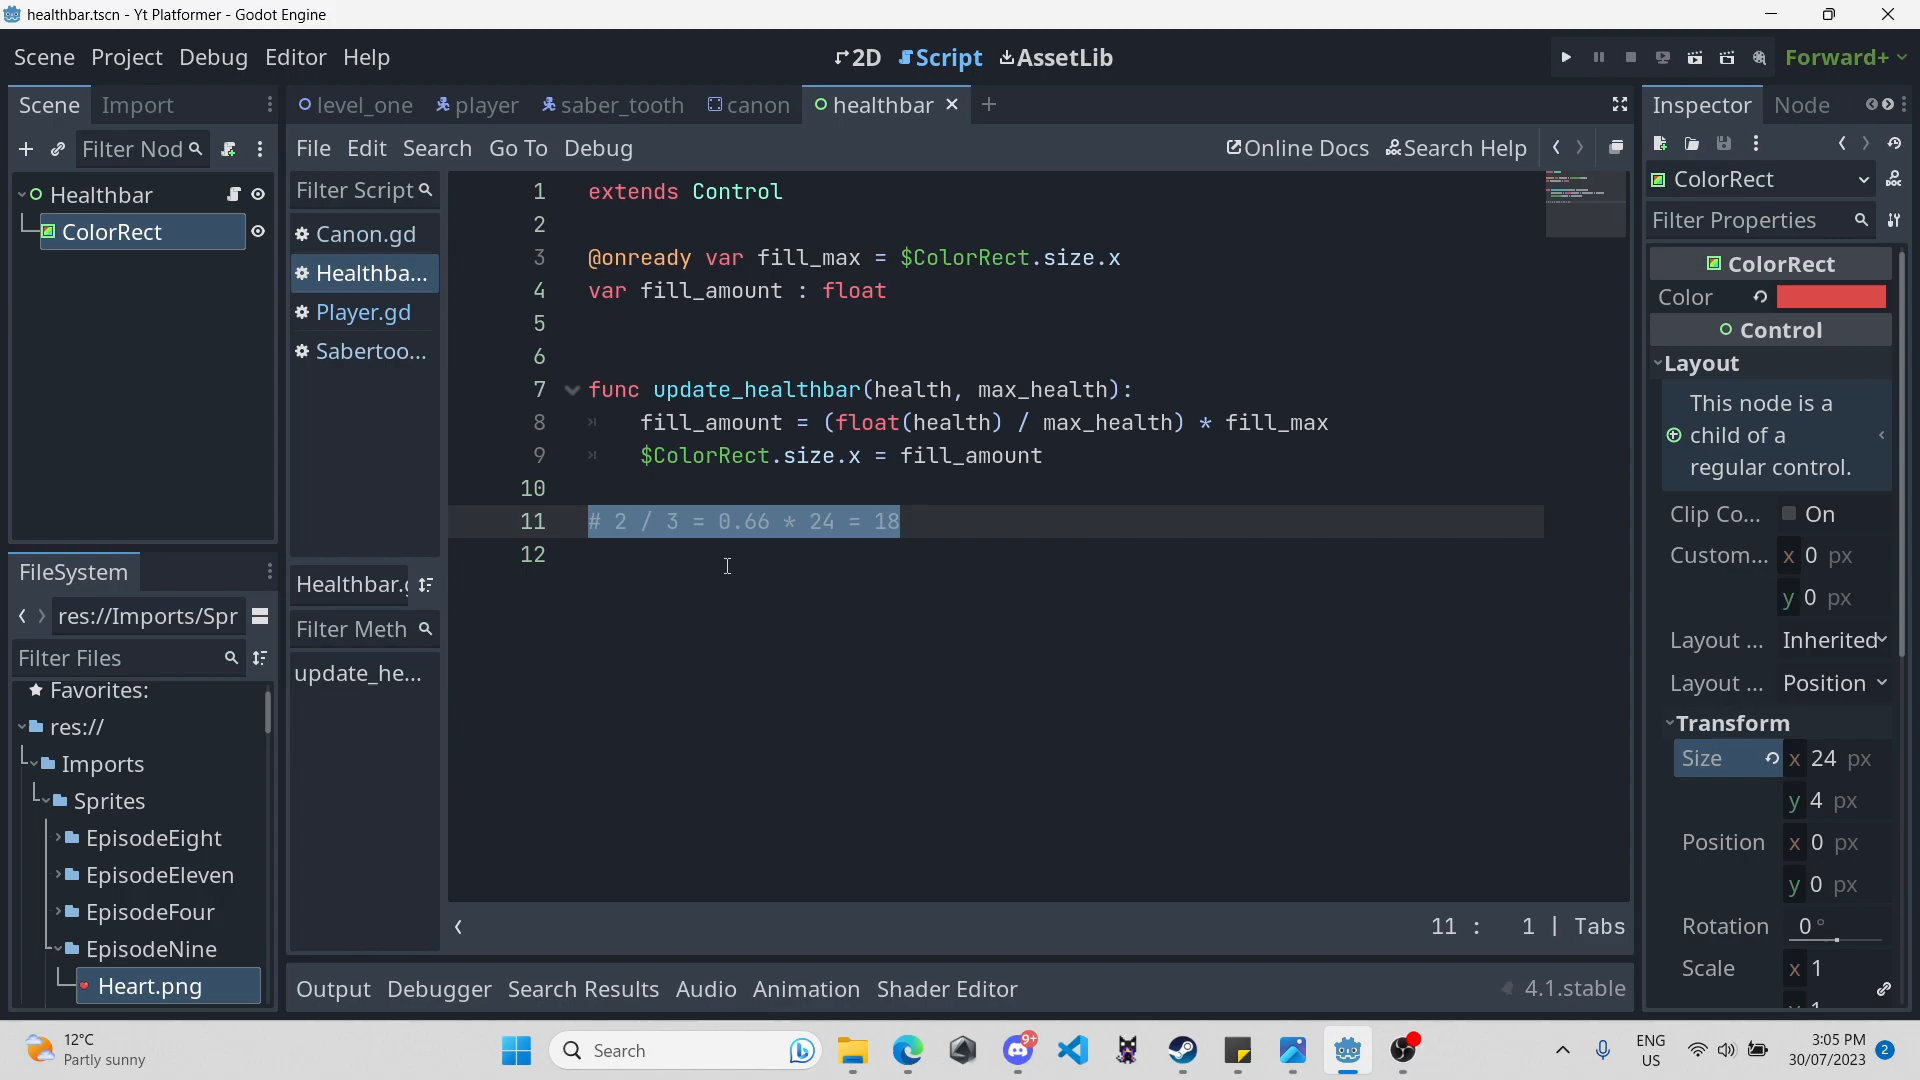 healthbar.tscn - Yt Platformer - Godot Engine
Scene Project Debug Editor Help
2D Script AssetLib
Forward+
Scene Import
level_one player saber_tooth canon healthbar
Inspector Node
Filter Nod
File Edit Search Go To Debug
Online Docs Search Help
Healthbar
ColorRect
Filter Script
Canon.gd
Healthba...
Player.gd
Sabertoo...
Healthbar.g
Filter Meth
update_he...
1 extends Control
2
3 @onready var fill_max = $ColorRect.size.x
4 var fill_amount : float
5
6
7 func update_healthbar(health, max_health):
8 fill_amount = (float(health) / max_health) * fill_max
9 $ColorRect.size.x = fill_amount
10
11 # 2 / 3 = 0.66 * 24 = 18
12
11 : 1 | Tabs
ColorRect
Filter Properties
ColorRect
Color
Control
Layout
This node is a
child of a
regular control.
Clip Co... On
Custom... x 0 px
y 0 px
Layout ... Inherited
Layout ... Position
Transform
Size x 24 px
y 4 px
Position x 0 px
y 0 px
Rotation 0 °
Scale x 1
FileSystem
res://Imports/Spr
Filter Files
Favorites:
res://
Imports
Sprites
EpisodeEight
EpisodeEleven
EpisodeFour
EpisodeNine
Heart.png
Output Debugger Search Results Audio Animation Shader Editor
4.1.stable
12°C
Partly sunny
Search
9+
ENG
US
3:05 PM
30/07/2023
2